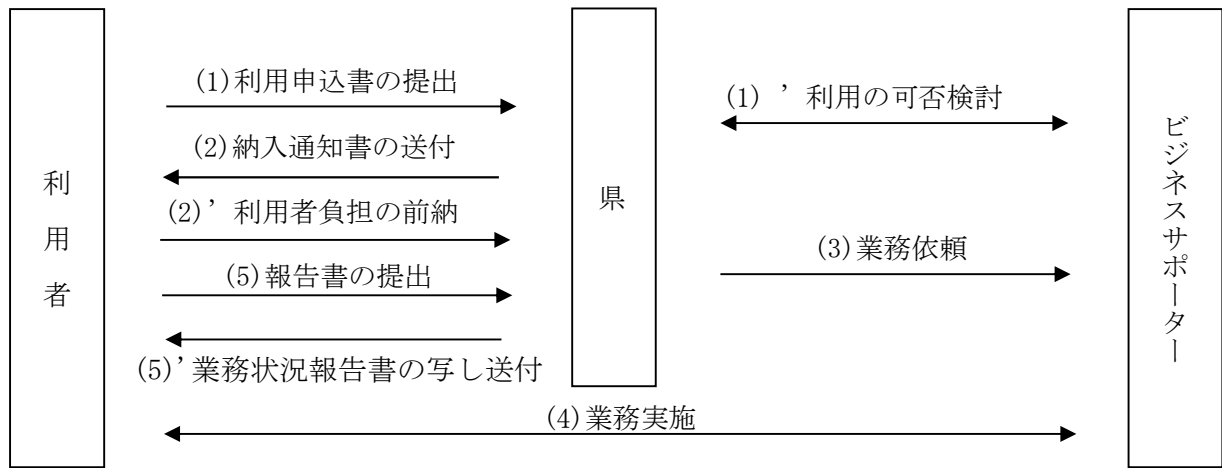 利用者
(1)利用申込書の提出
(2)納入通知書の送付
(2)’利用者負担の前納
(5)報告書の提出
(5)’業務状況報告書の写し送付
県
(1)’利用の可否検討
(3)業務依頼
(4)業務実施
ビジネスサポーター